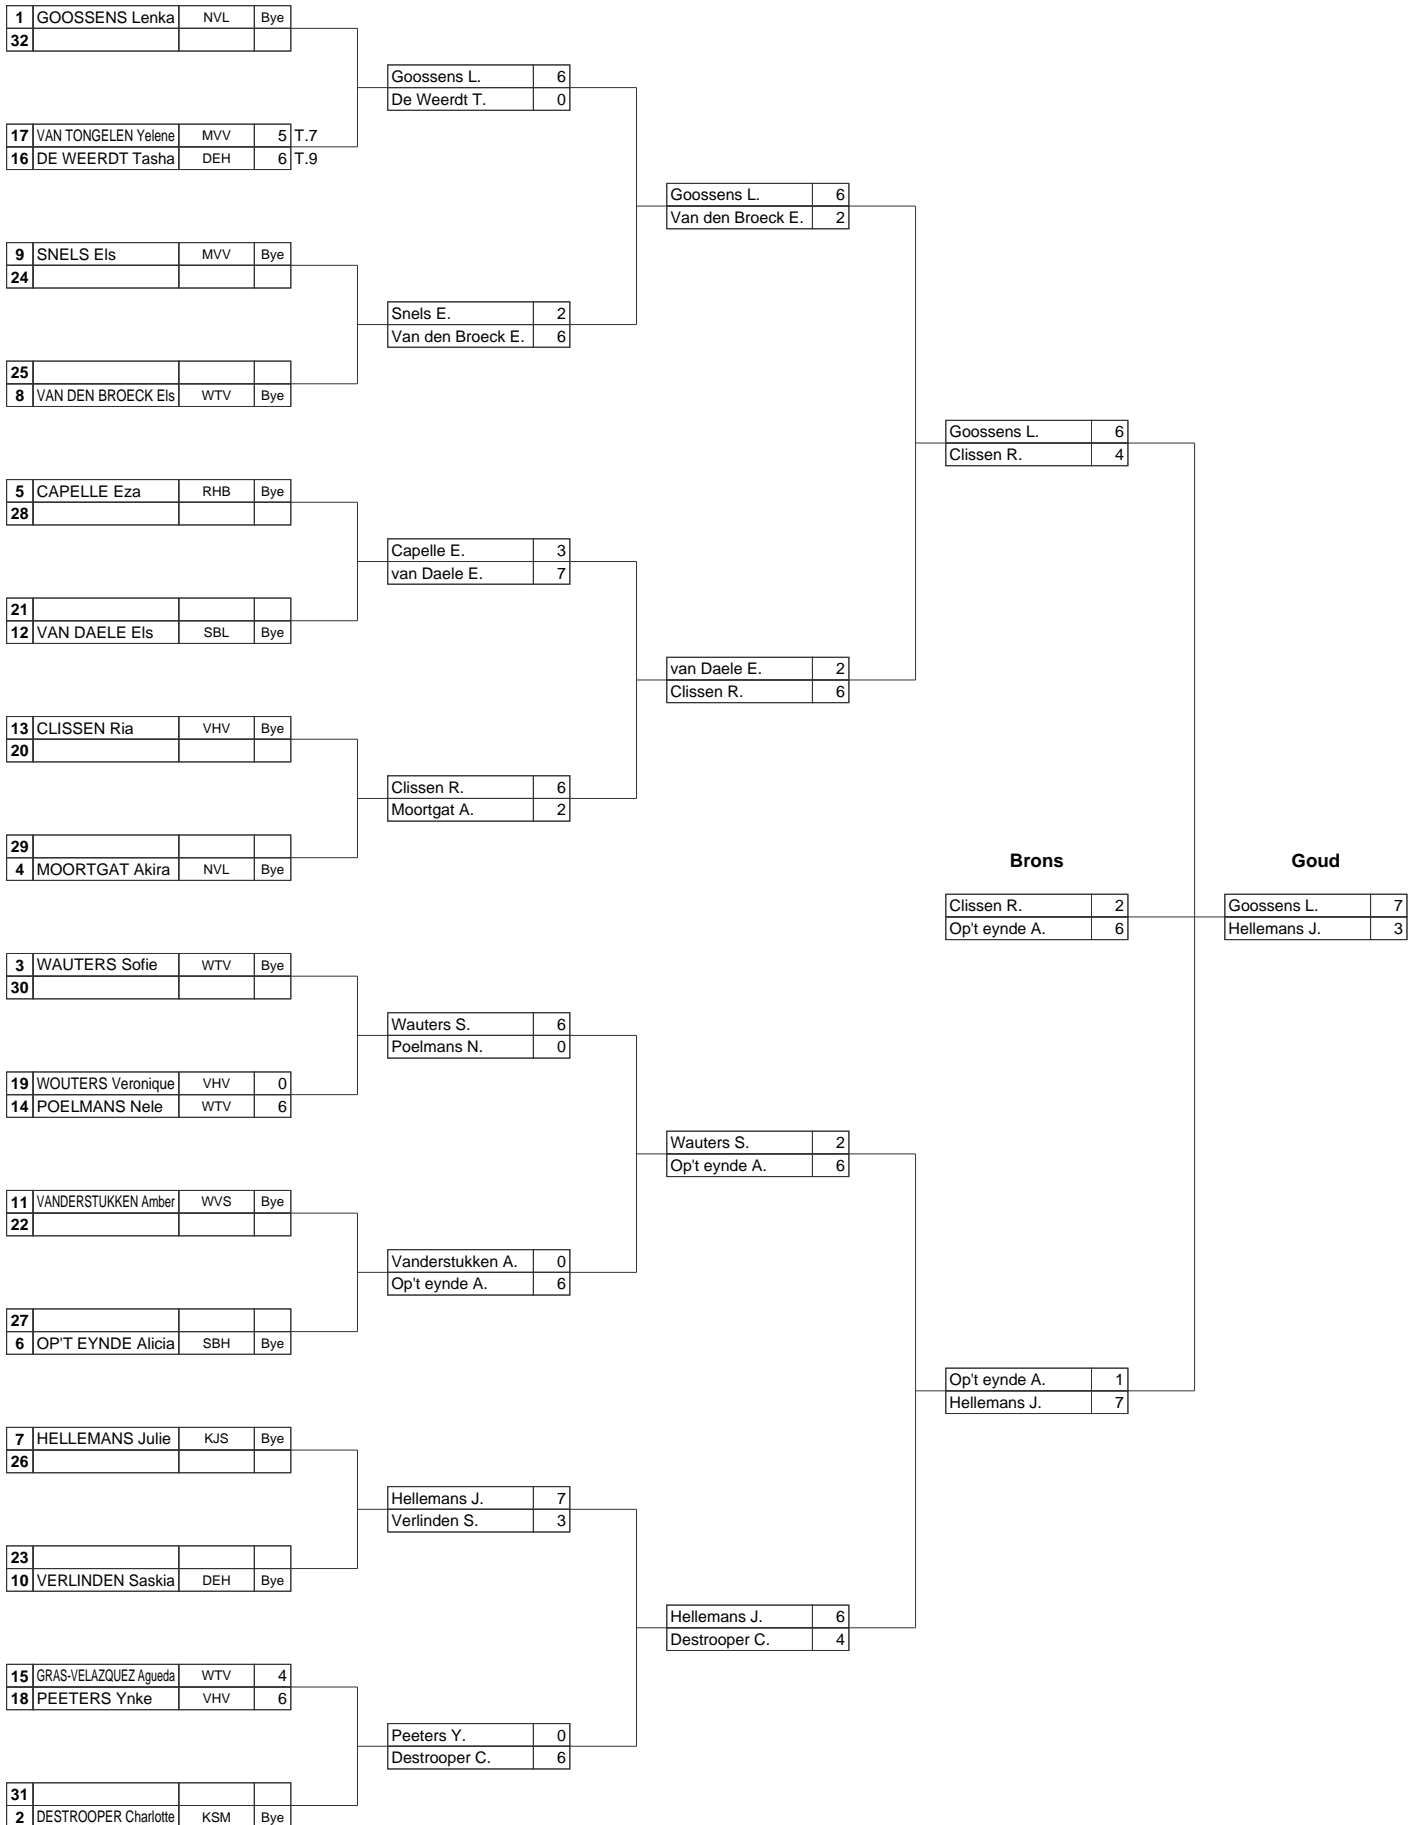 1 GOOSSENS Lenka NVL Bye
32
17 VAN TONGELEN Yelene MVV 5 T.7
16 DE WEERDT Tasha DEH 6 T.9
9 SNELS Els MVV Bye
24
25
8 VAN DEN BROECK Els WTV Bye
5 CAPELLE Eza RHB Bye
28
21
12 VAN DAELE Els SBL Bye
13 CLISSEN Ria VHV Bye
20
29
4 MOORTGAT Akira NVL Bye
3 WAUTERS Sofie WTV Bye
30
19 WOUTERS Veronique VHV 0
14 POELMANS Nele WTV 6
11 VANDERSTUKKEN Amber WVS Bye
22
27
6 OP'T EYNDE Alicia SBH Bye
7 HELLEMANS Julie KJS Bye
26
23
10 VERLINDEN Saskia DEH Bye
15 GRAS-VELAZQUEZ Agueda WTV 4
18 PEETERS Ynke VHV 6
31
2 DESTROOPER Charlotte KSM Bye
Goossens L. 6
De Weerdt T. 0
Snels E. 2
Van den Broeck E. 6
Capelle E. 3
van Daele E. 7
Clissen R. 6
Moortgat A. 2
Wauters S. 6
Poelmans N. 0
Vanderstukken A. 0
Op't eynde A. 6
Hellemans J. 7
Verlinden S. 3
Peeters Y. 0
Destrooper C. 6
Goossens L. 6
Van den Broeck E. 2
van Daele E. 2
Clissen R. 6
Wauters S. 2
Op't eynde A. 6
Hellemans J. 6
Destrooper C. 4
Goossens L. 6
Clissen R. 4
Op't eynde A. 1
Hellemans J. 7
Brons
Clissen R. 2
Op't eynde A. 6
Goud
Goossens L. 7
Hellemans J. 3